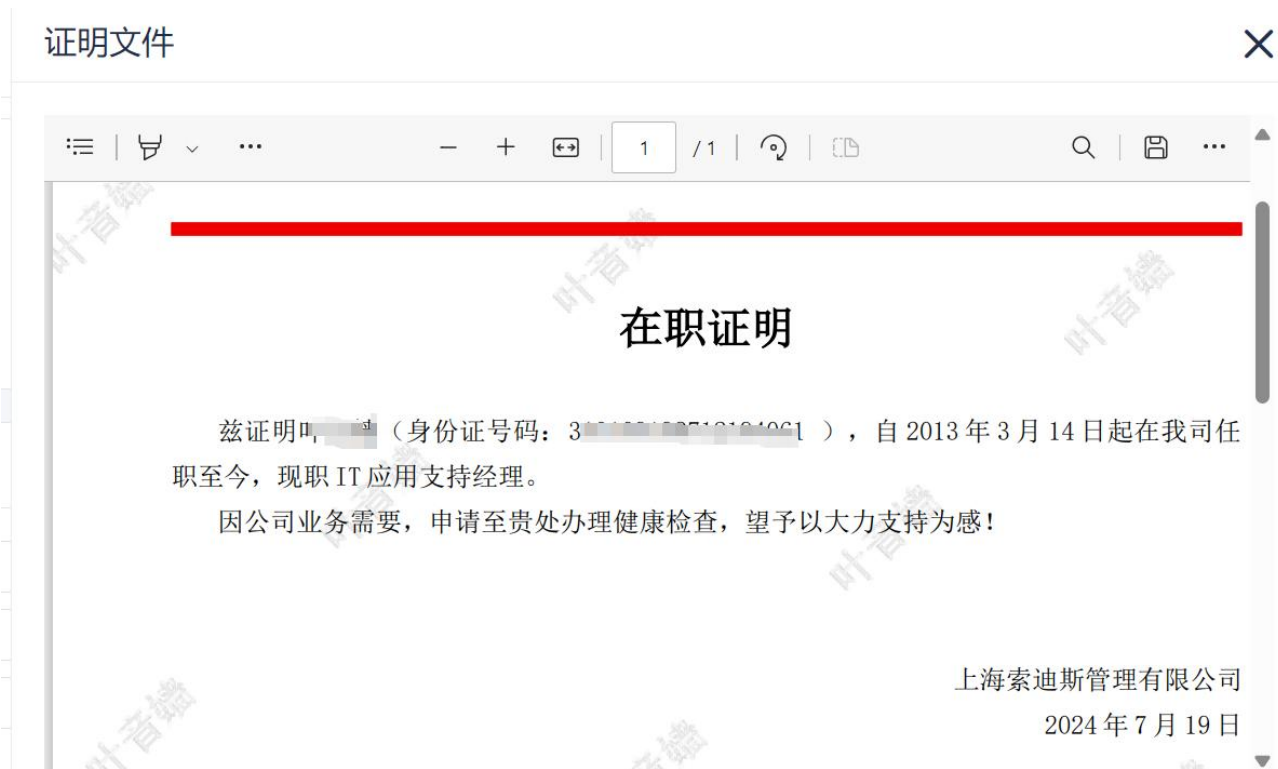 证明文件
1 /1
在职证明
兹证明 （身份证号码： ），自 2013 年 3 月 14 日起在我司任
职至今，现职 IT 应用支持经理。
因公司业务需要，申请至贵处办理健康检查，望予以大力支持为感！
上海索迪斯管理有限公司
2024 年 7 月 19 日